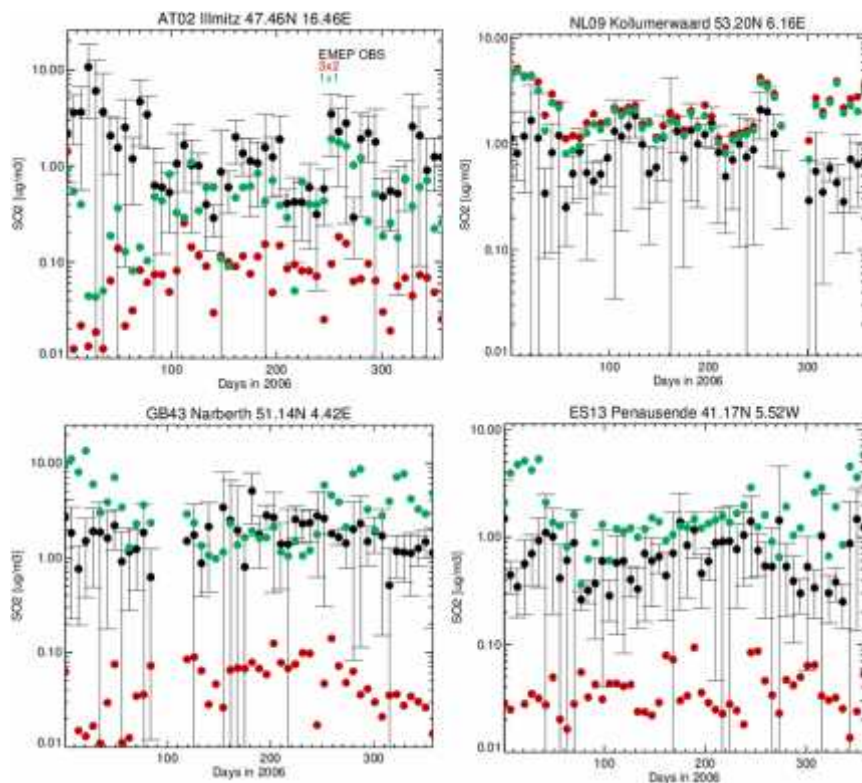 AT02 Illmitz 47.46N 16.46E
EMEP OBS
3x2
1x1
10.00
1.00
0.10
0.01
SO2 [ug/m3]
100 200 300
Days in 2006
NL09 Kollumerwaard 53.20N 6.16E
10.00
1.00
0.10
0.01
SO2 [ug/m3]
100 200 300
Days in 2006
GB43 Narberth 51.14N 4.42E
10.00
1.00
0.10
0.01
SO2 [ug/m3]
100 200 300
Days in 2006
ES13 Penausende 41.17N 5.52W
10.00
1.00
0.10
0.01
SO2 [ug/m3]
100 200 300
Days in 2006